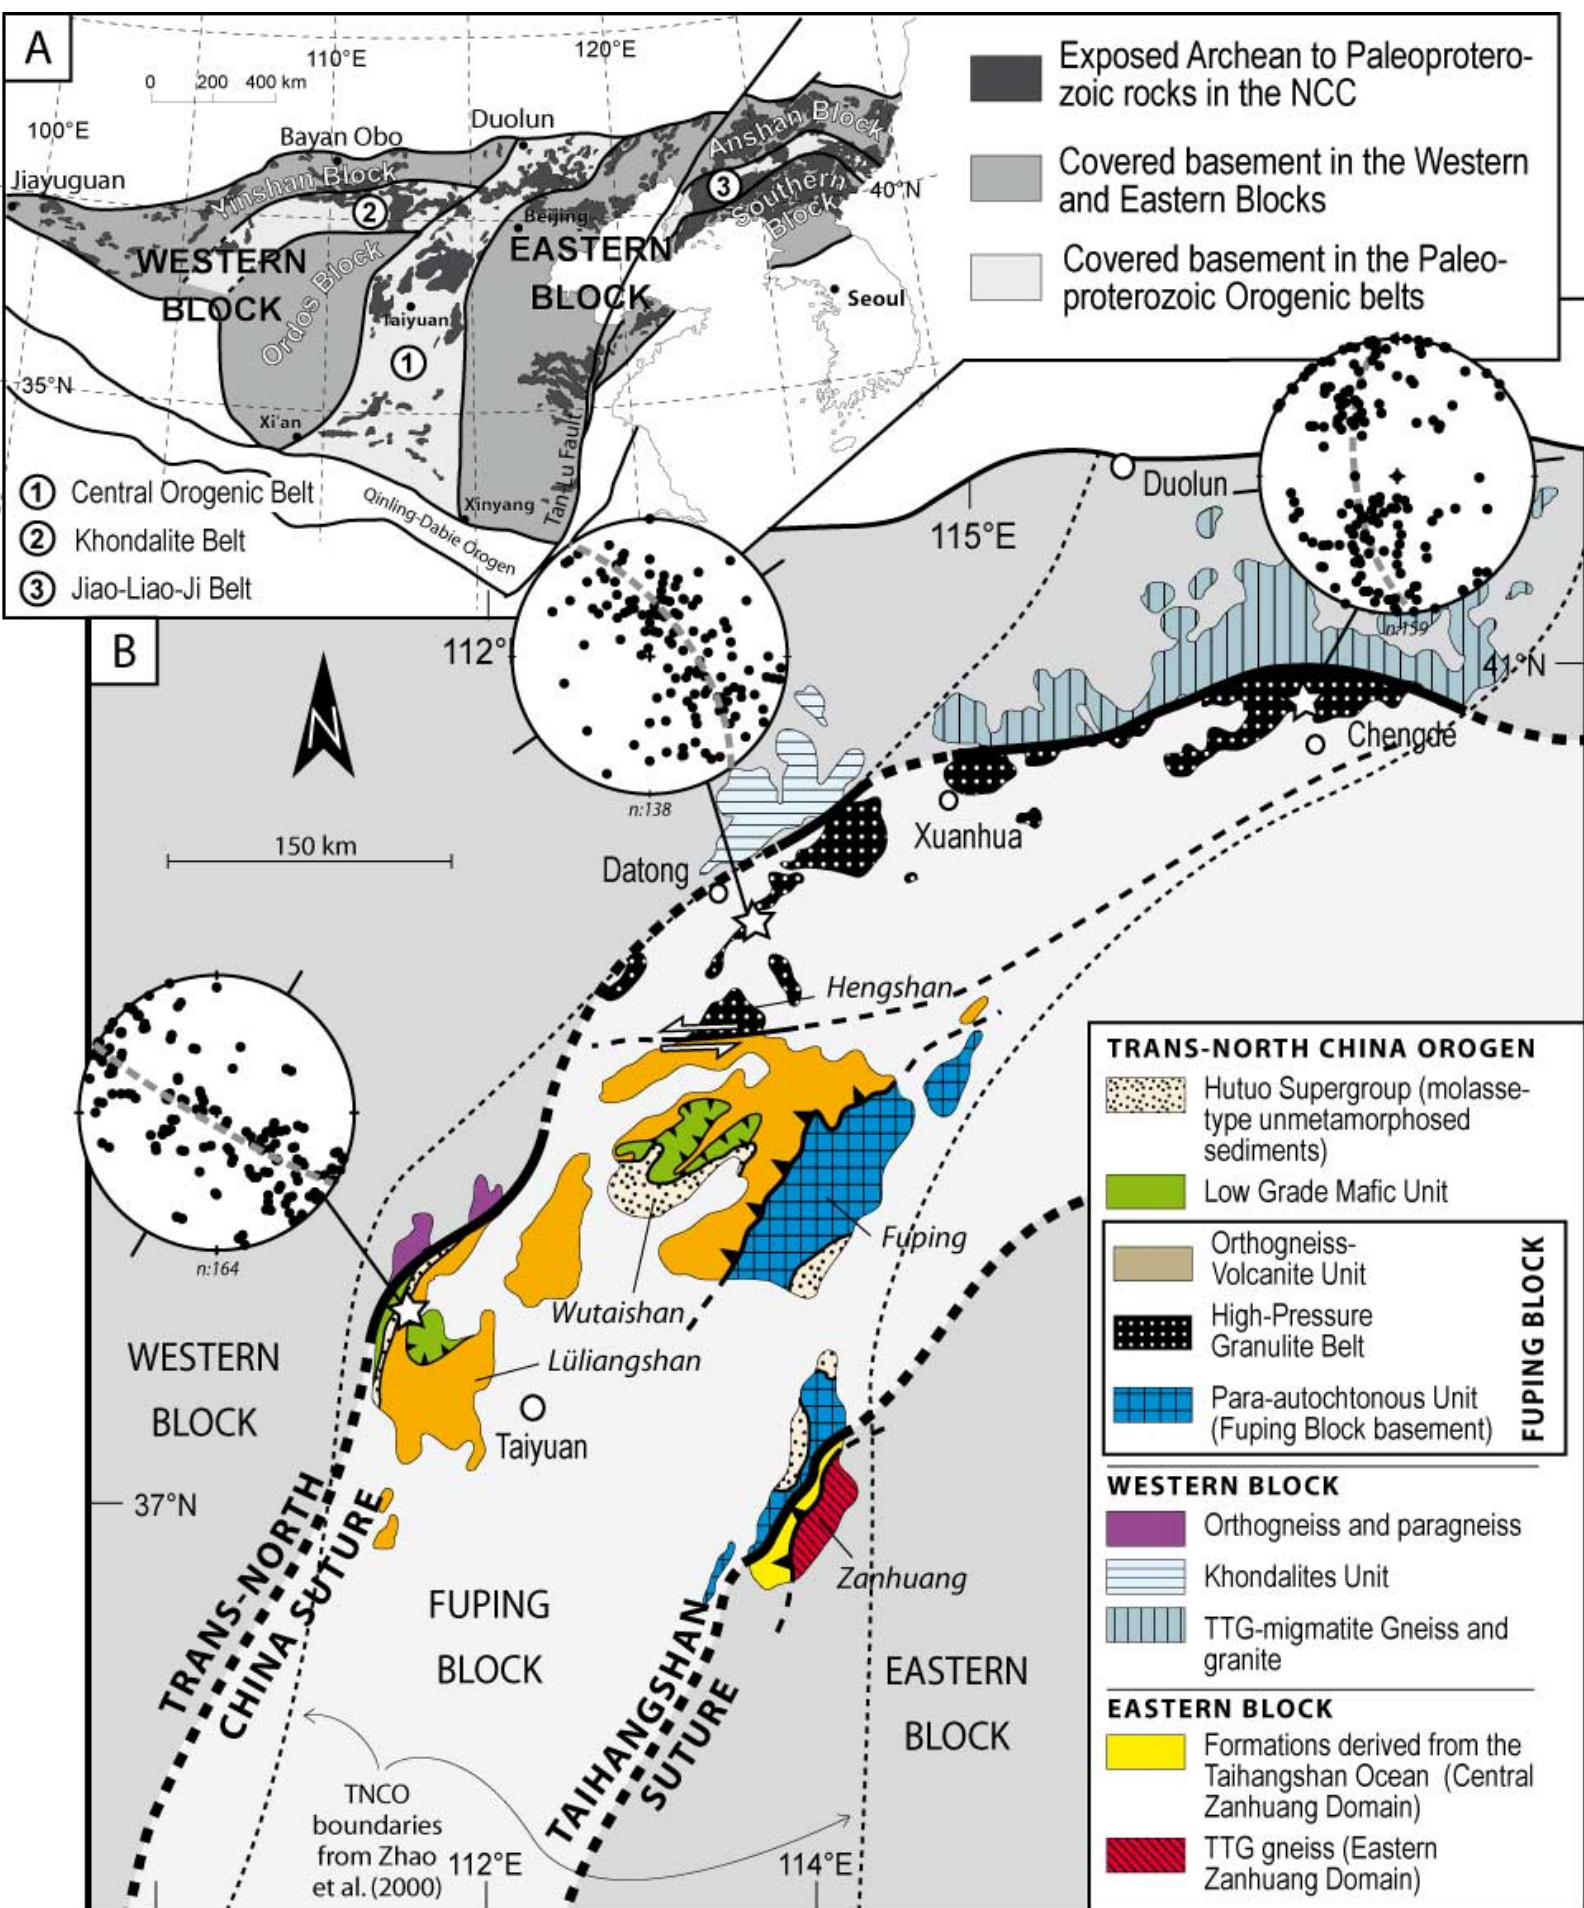 A
110°E
120°E
0 200 400 km
100°E
Bayan Obo
Duolun
Jiayuguan
Yinshan Block
Anshan Block
40°N
2
3
Southern
Block
Beijing
WESTERN
BLOCK
EASTERN
BLOCK
Ordos Block
Taiyuan
Seoul
1
35°N
Xi'an
Tan-Lu Fault
Xinyang
Qinling-Dabie Orogen
1 Central Orogenic Belt
2 Khondalite Belt
3 Jiao-Liao-Ji Belt
Exposed Archean to Paleoprotero-
zoic rocks in the NCC
Covered basement in the Western
and Eastern Blocks
Covered basement in the Paleo-
proterozoic Orogenic belts
B
112°
115°E
Duolun
n:159
41°N
N
n:138
Chengde
150 km
Datong
Xuanhua
Hengshan
n:164
Fuping
Wutaishan
Lüliangshan
WESTERN
BLOCK
Taiyuan
37°N
Zanhuang
TRANS-NORTH
CHINA SUTURE
FUPING
BLOCK
TAIHANGSHAN
SUTURE
EASTERN
BLOCK
TNCO
boundaries
from Zhao
et al. (2000)
112°E
114°E
TRANS-NORTH CHINA OROGEN
Hutuo Supergroup (molasse-
type unmetamorphosed
sediments)
Low Grade Mafic Unit
Orthogneiss-
Volcanite Unit
High-Pressure
Granulite Belt
Para-autochtonous Unit
(Fuping Block basement)
FUPING BLOCK
WESTERN BLOCK
Orthogneiss and paragneiss
Khondalites Unit
TTG-migmatite Gneiss and
granite
EASTERN BLOCK
Formations derived from the
Taihangshan Ocean (Central
Zanhuang Domain)
TTG gneiss (Eastern
Zanhuang Domain)